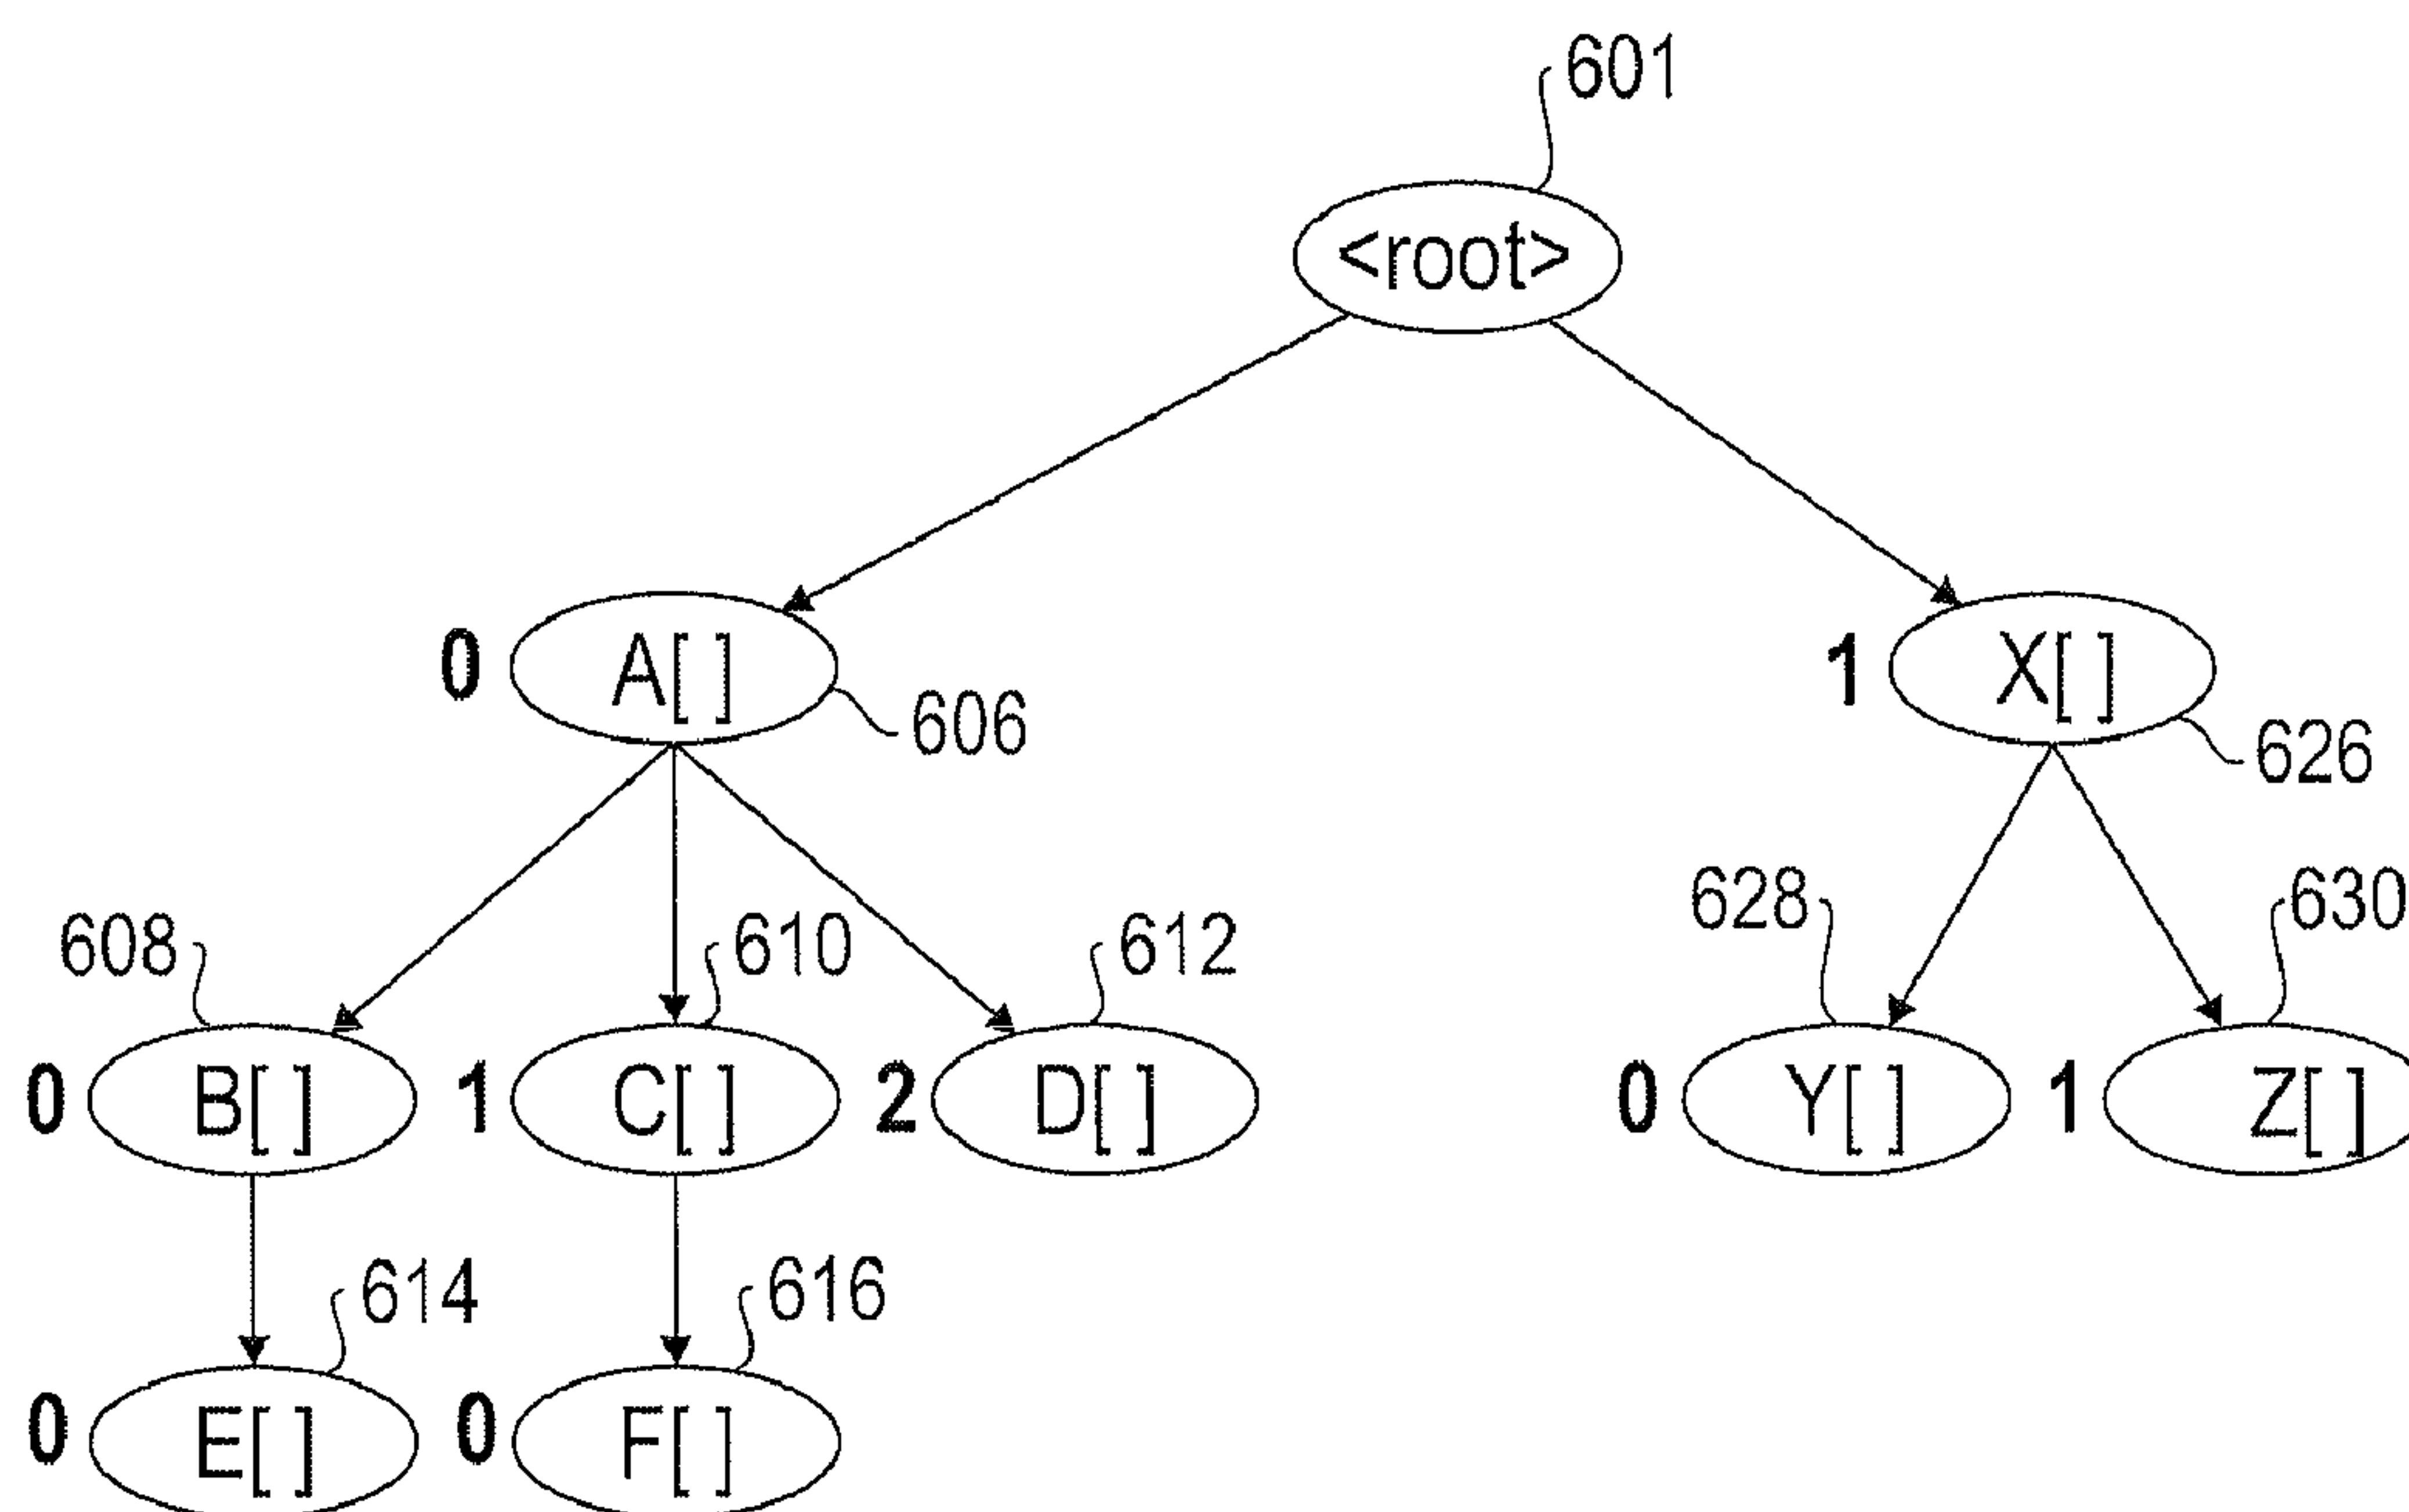 601
<root>
0 A[ ] 606
1 X[ ] 626
608 610 612 628 630
0 B[ ] 1 C[ ] 2 D[ ] 0 Y[ ] 1 Z[ ]
614 616
0 E[ ] 0 F[ ]